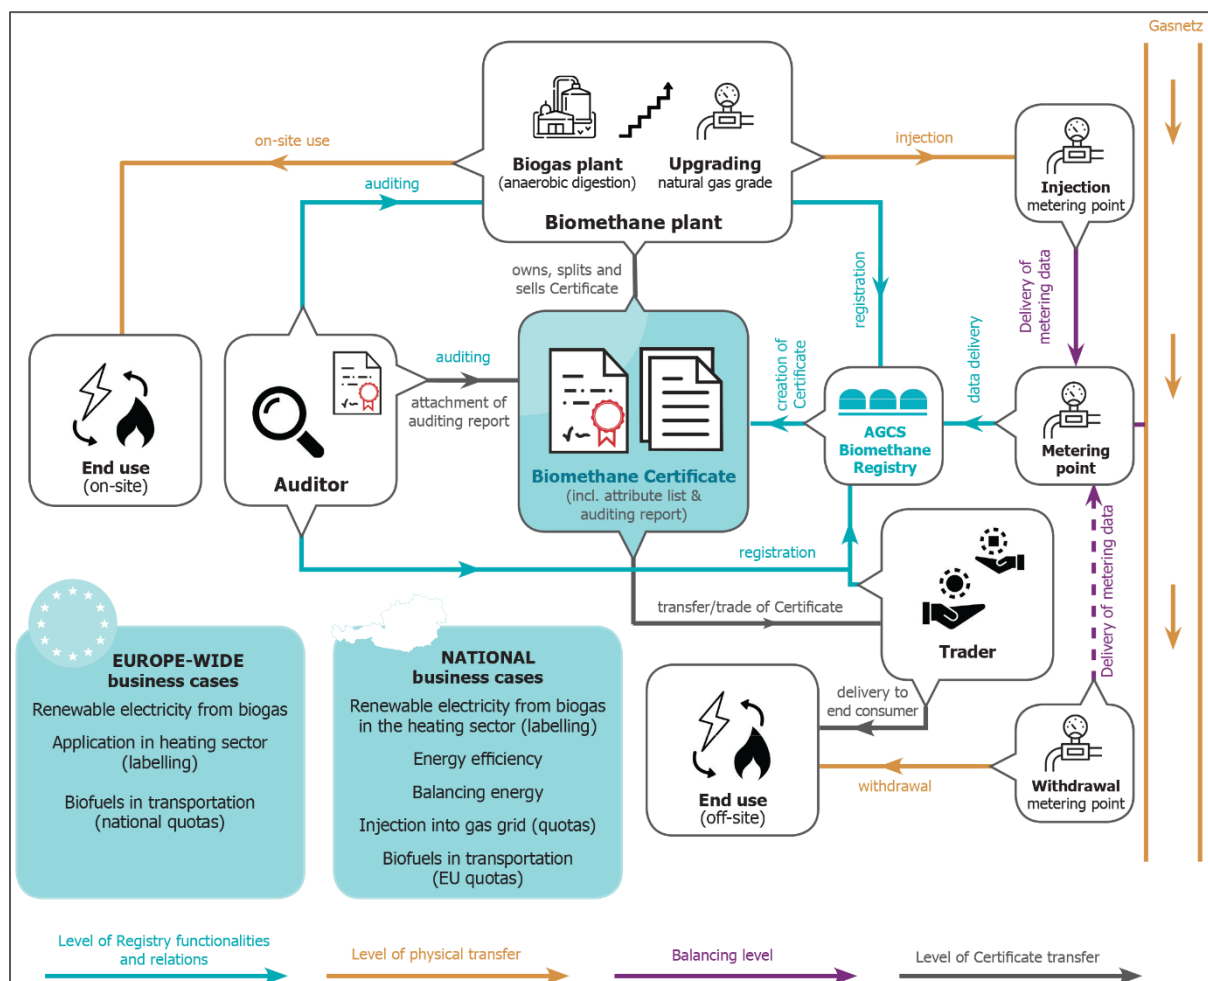 Gasnetz
Biogas plant
(anaerobic digestion)
Upgrading
natural gas grade
Biomethane plant
on-site use
injection
auditing
Injection
metering point
owns, splits and
sells Certificate
registration
Delivery of
metering data
End use
(on-site)
Auditor
auditing
attachment of
auditing report
Biomethane Certificate
(incl. attribute list &
auditing report)
creation of
Certificate
AGCS
Biomethane
Registry
data delivery
Metering
point
registration
transfer/trade of Certificate
Trader
Delivery of metering data
delivery to
end consumer
End use
(off-site)
withdrawal
Withdrawal
metering point
EUROPE-WIDE
business cases
Renewable electricity from biogas
Application in heating sector
(labelling)
Biofuels in transportation
(national quotas)
NATIONAL
business cases
Renewable electricity from biogas
in the heating sector (labelling)
Energy efficiency
Balancing energy
Injection into gas grid (quotas)
Biofuels in transportation
(EU quotas)
Level of Registry functionalities
and relations
Level of physical transfer
Balancing level
Level of Certificate transfer